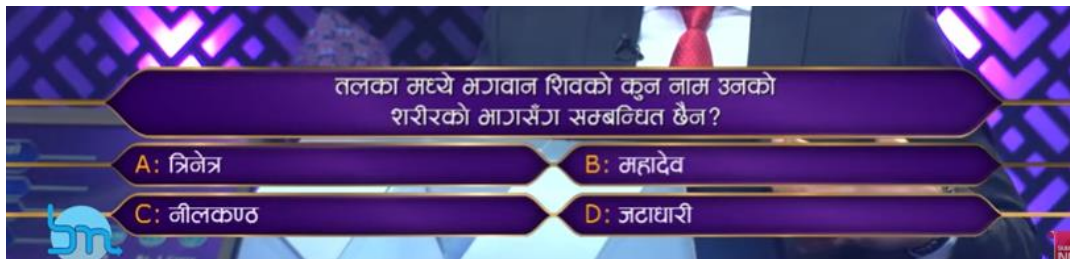 तलका मध्ये भगवान शिवको कुन नाम उनको
शरीरको भागसँग सम्बन्धित छैन?
A: त्रिनेत्र
B: महादेव
C: नीलकण्ठ
D: जटाधारी